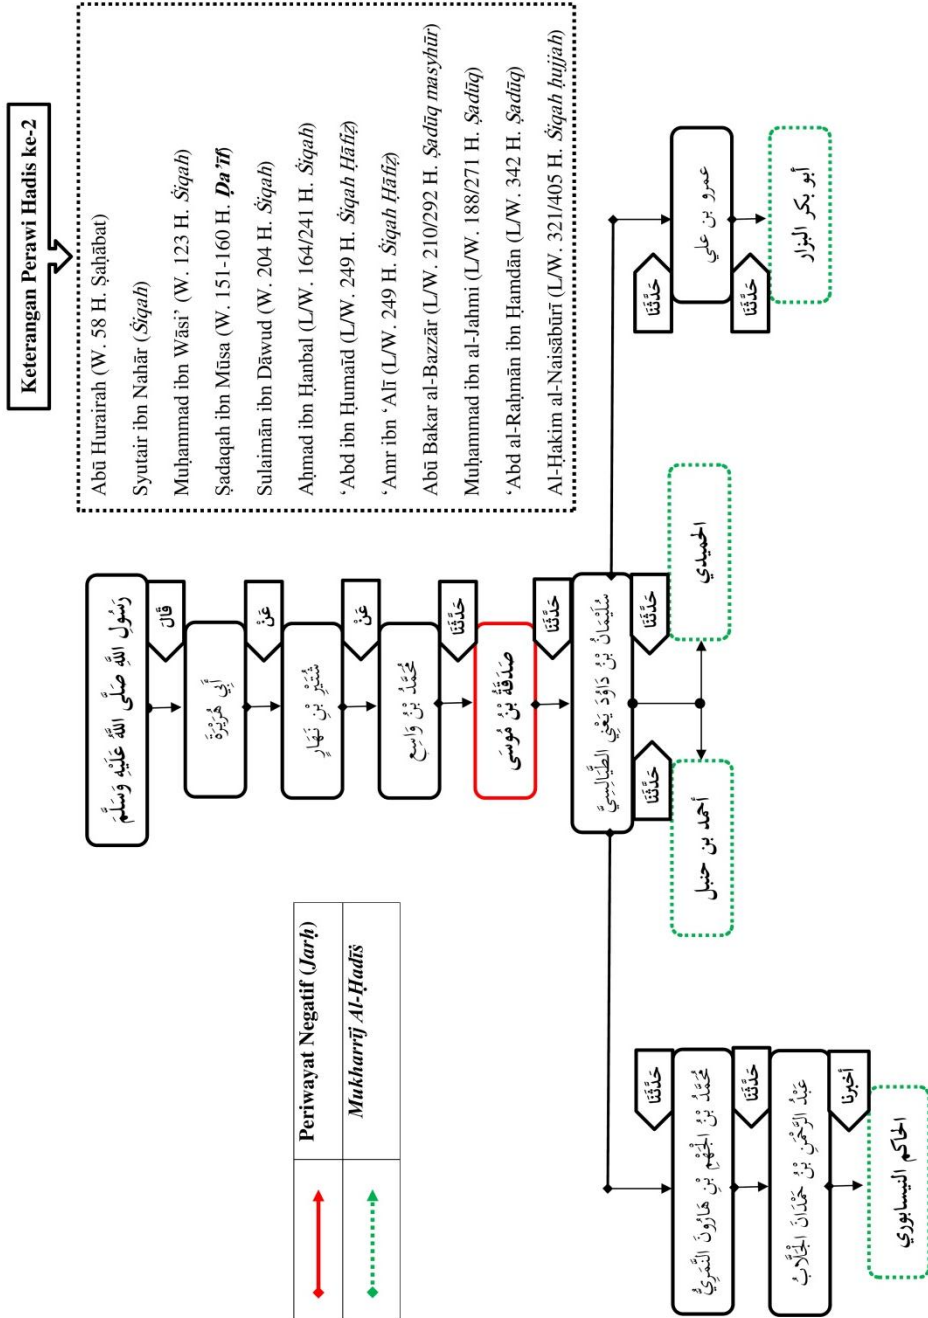 Keterangan Perawi Hadis ke-2
Abū Hurairah (W. 58 H. Ṣaḥābat)
Syutair ibn Nahār (Ṡiqah)
Muḥammad ibn Wāsi’ (W. 123 H. Ṡiqah)
Ṣadaqah ibn Mūsa (W. 151-160 H. Ḍa’īf)
Sulaimān ibn Dāwud (W. 204 H. Ṡiqah)
Aḥmad ibn Ḥanbal (L/W. 164/241 H. Ṡiqah)
‘Abd ibn Ḥumaīd (L/W. 249 H. Ṡiqah Ḥāfiẓ)
‘Amr ibn ‘Alī (L/W. 249 H. Ṡiqah Ḥāfiẓ)
Abū Bakar al-Bazzār (L/W. 210/292 H. Ṣadūq masyhūr)
Muḥammad ibn al-Jahmi (L/W. 188/271 H. Ṣadūq)
‘Abd al-Raḥmān ibn Ḥamdān (L/W. 342 H. Ṣadūq)
Al-Ḥakim al-Naisābūrī (L/W. 321/405 H. Ṡiqah ḥujjah)
رَسُولِ اللَّهِ صَلَّى اللَّهُ عَلَيْهِ وَسَلَّمَ
قَالَ
أَبِي هُرَيْرَةَ
عَنْ
شُتَيْرِ بْنِ نَهَارٍ
عَنْ
مُحَمَّدُ بْنُ وَاسِعٍ
حَدَّثَنَا
صَدَقَةُ بْنُ مُوسَى
حَدَّثَنَا
سُلَيْمَانُ بْنُ دَاوُدَ يَعْنِي الطَّيَالِسِيَّ
حَدَّثَنَا
حَدَّثَنَا
أحمد بن حنبل
الحميدي
حَدَّثَنَا
عمرو بن علي
حَدَّثَنَا
أبو بكر البزار
حَدَّثَنَا
مُحَمَّدُ بْنُ الْجَهْمِ بْنِ هَارُونَ النَّمَرِيُّ
حَدَّثَنَا
عَبْدُ الرَّحْمَنِ بْنُ حَمْدَانَ الْجَلَّابُ
أخبرنا
الحاكم النيسابوري
Periwayat Negatif (Jarḥ)
Mukharrīj Al-Ḥadīṡ